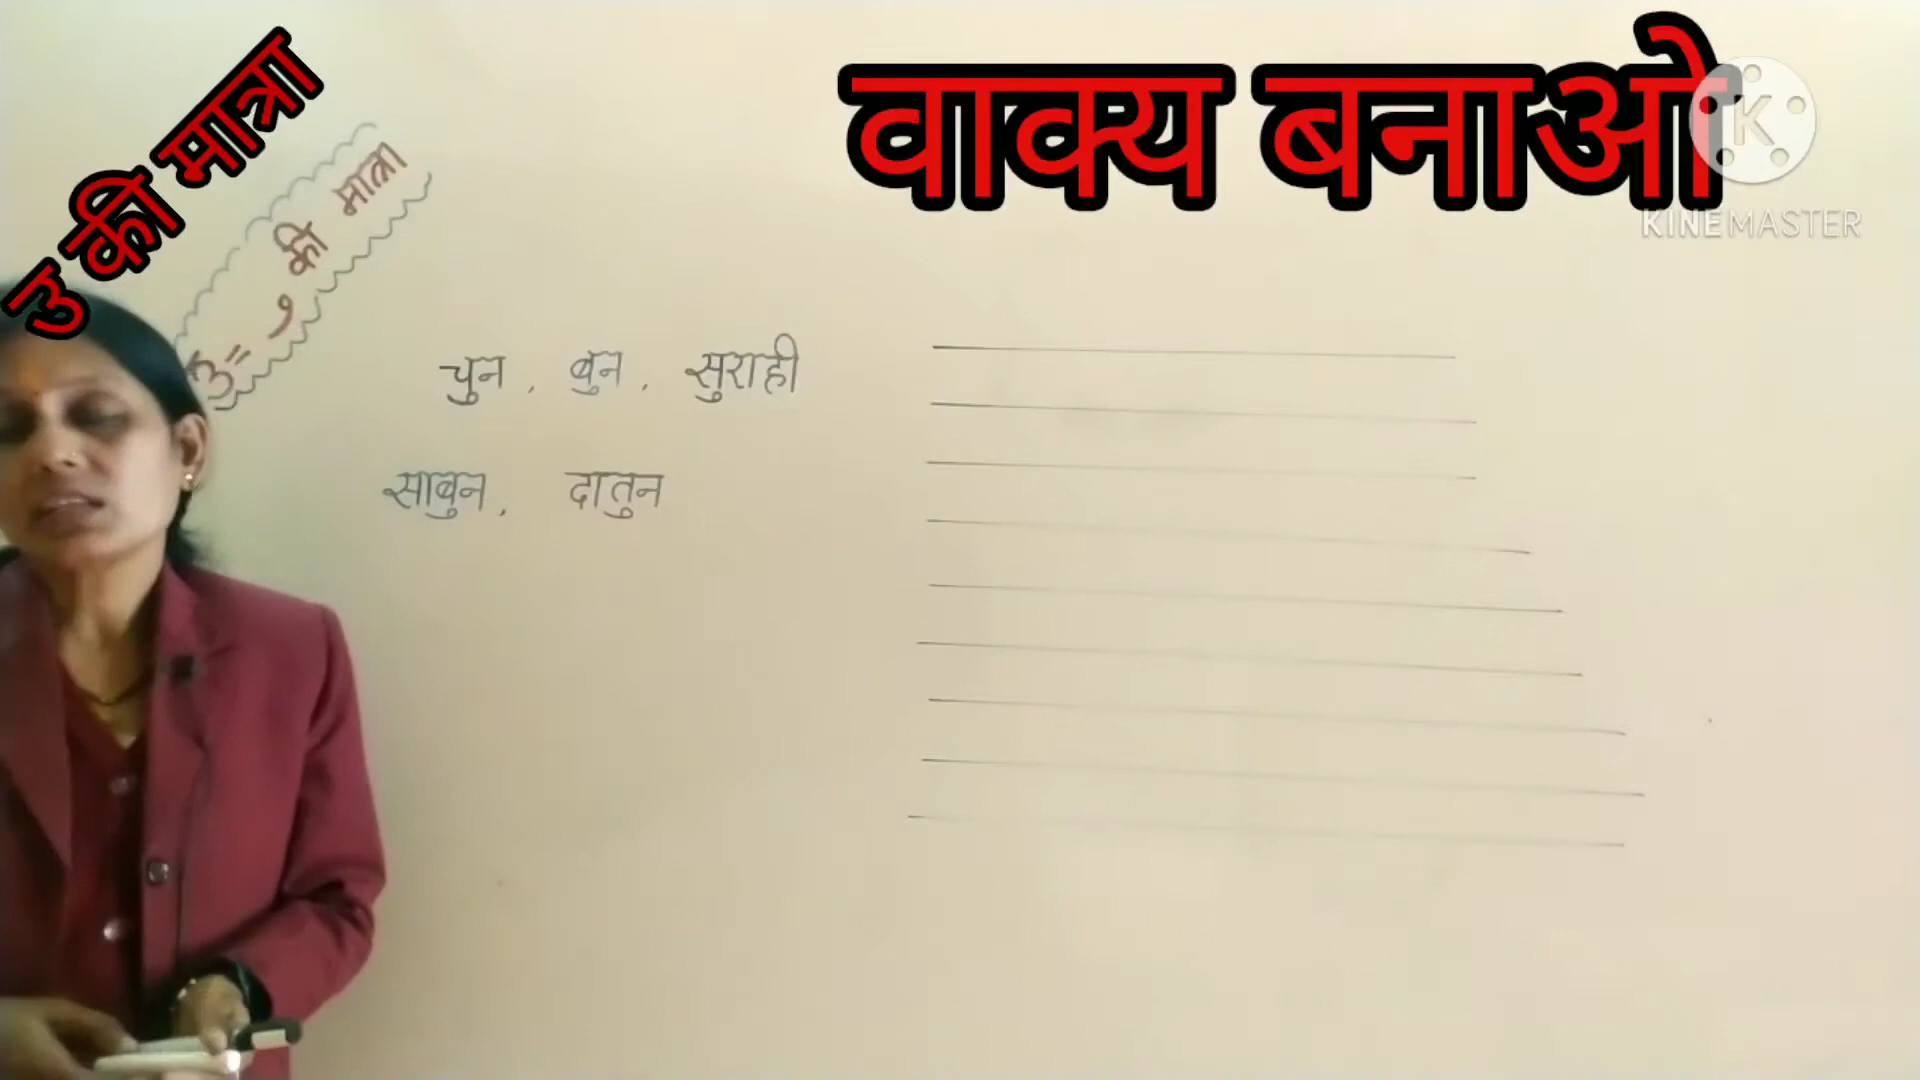 उ की मात्रा
वाक्य बनाओ
K
KINEMASTER
उ = ु की मात्रा
चुन , बुन , सुराही
साबुन , दातुन